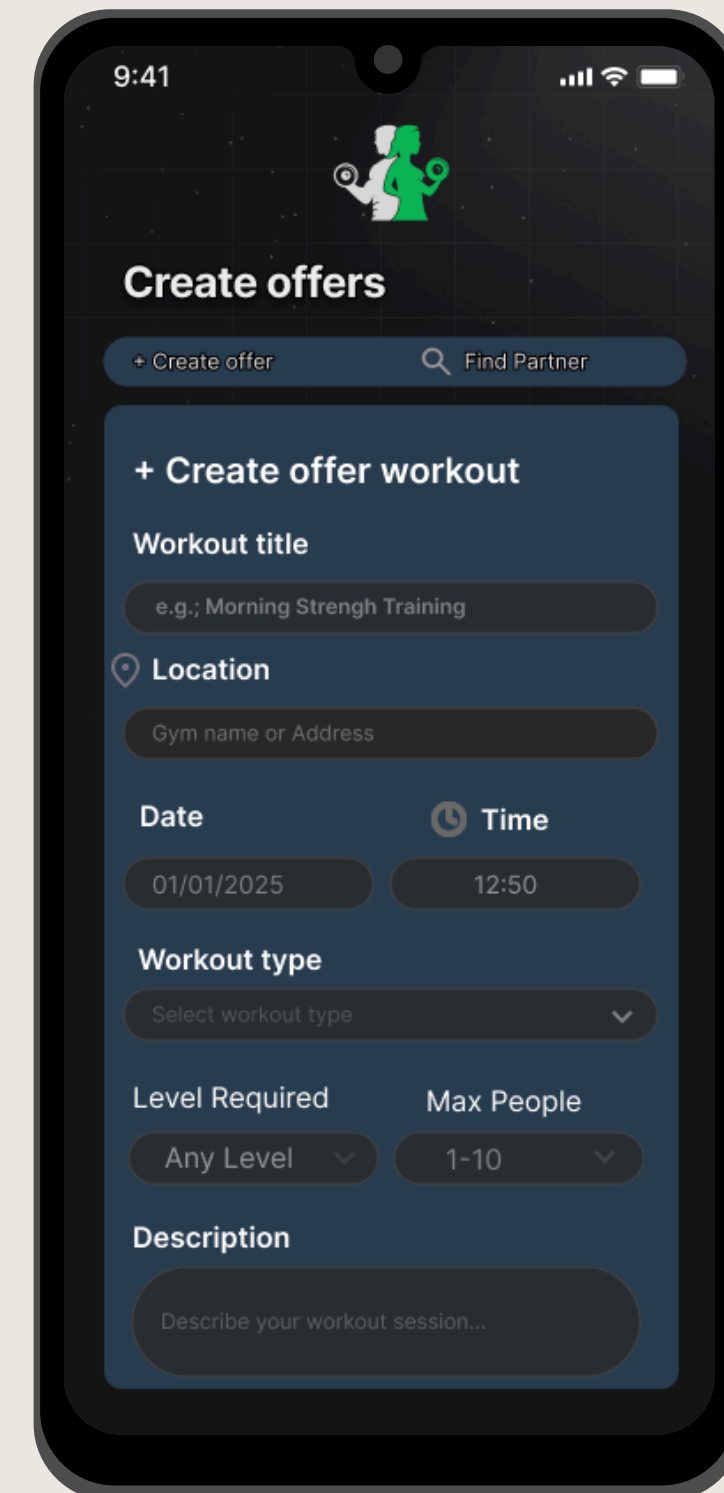 9:41
Create offers
+ Create offer Find Partner
+ Create offer workout
Workout title
e.g.; Morning Strengh Training
Location
Gym name or Address
Date Time
01/01/2025 12:50
Workout type
Select workout type
Level Required Max People
Any Level 1-10
Description
Describe your workout session...